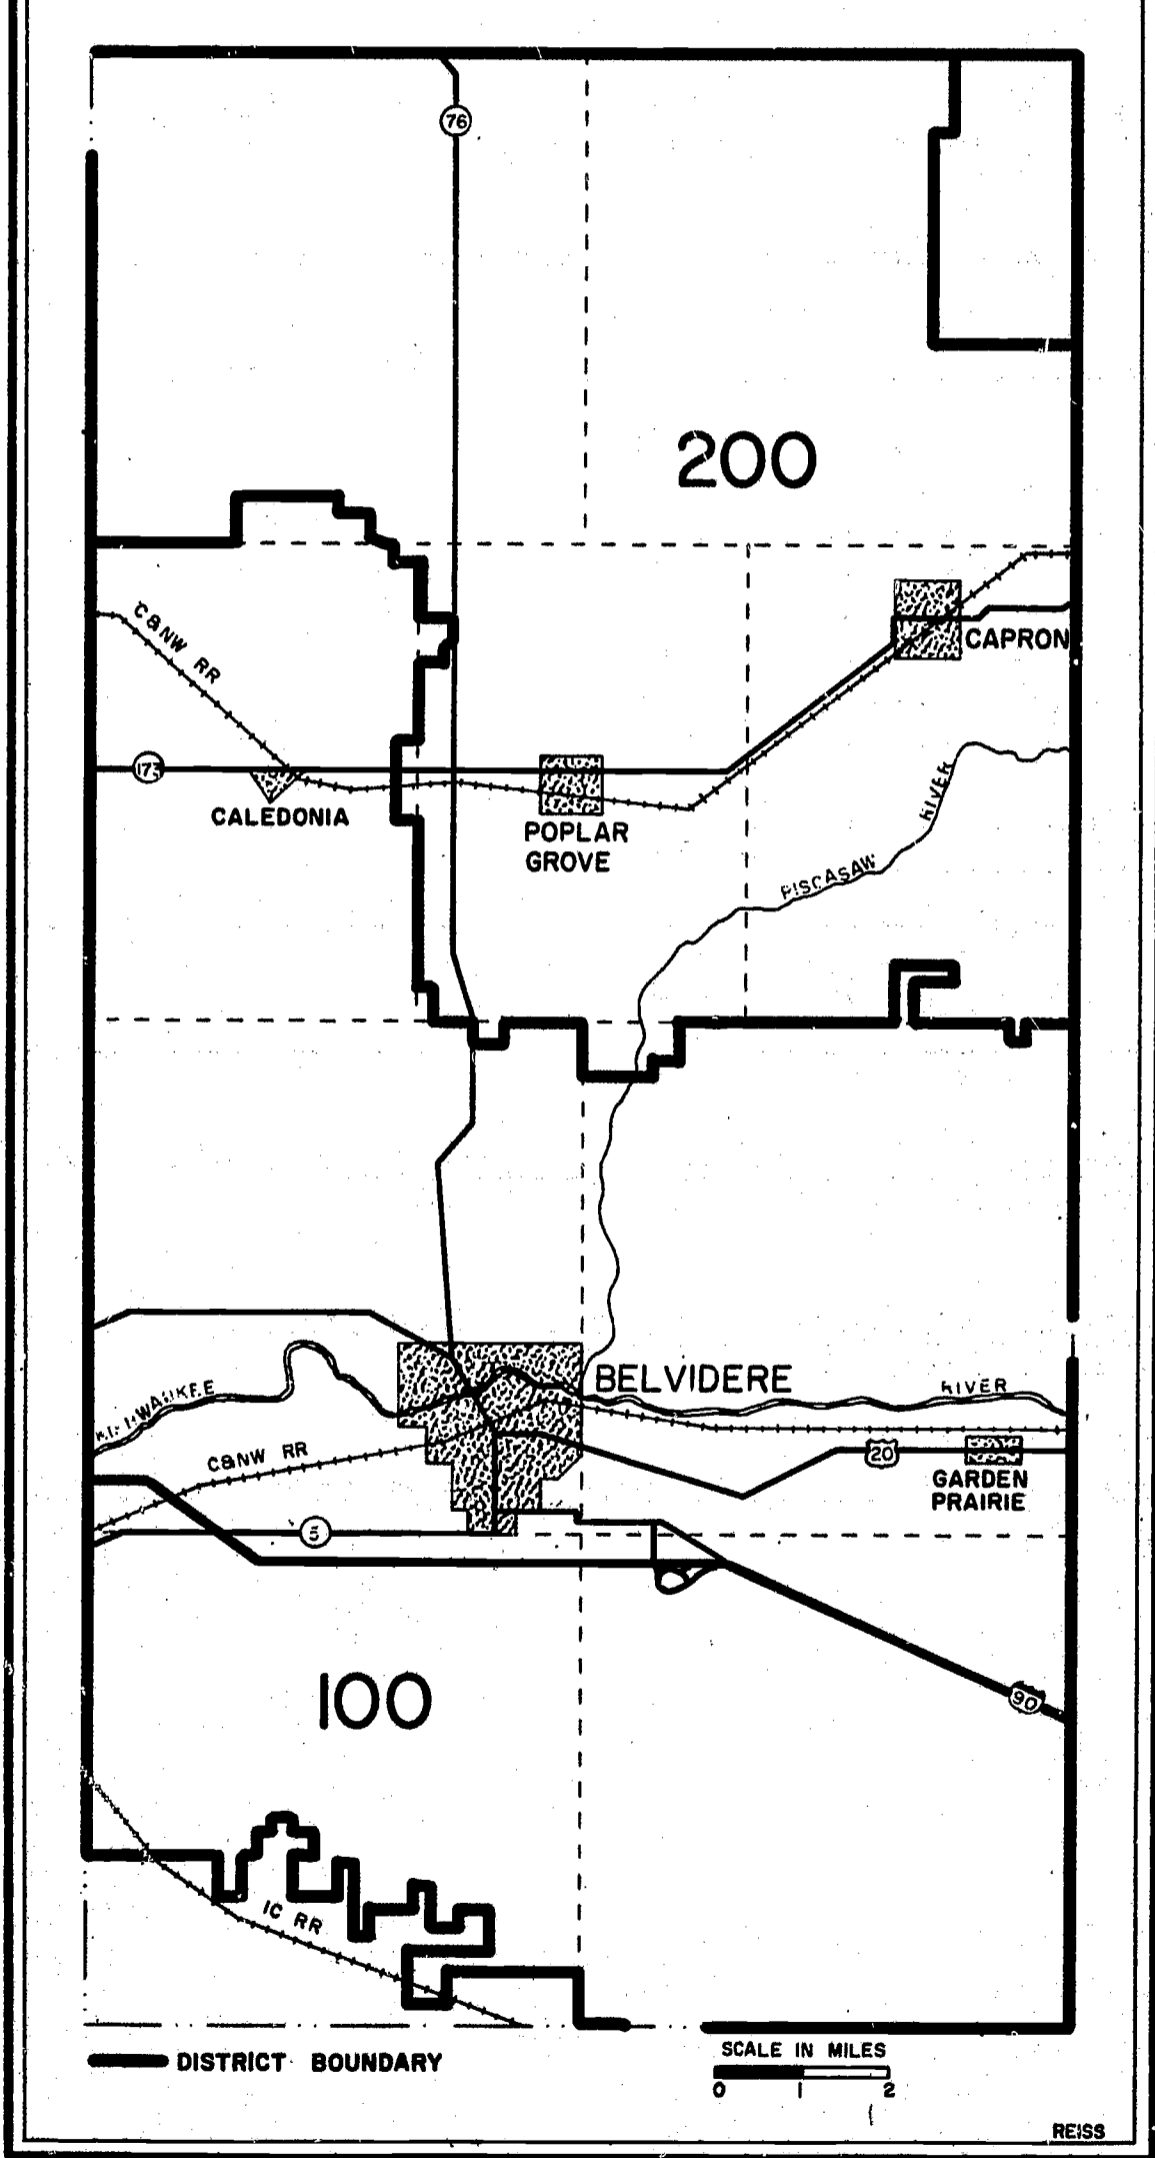 76
200
C&NW RR
CAPRON
173
CALEDONIA
POPLAR
GROVE
RIVER
PISCASAW
BELVIDERE
RIVER
C&NW RR
20
GARDEN
PRAIRIE
5
100
90
IC RR
DISTRICT BOUNDARY
SCALE IN MILES
0 1 2
REISS